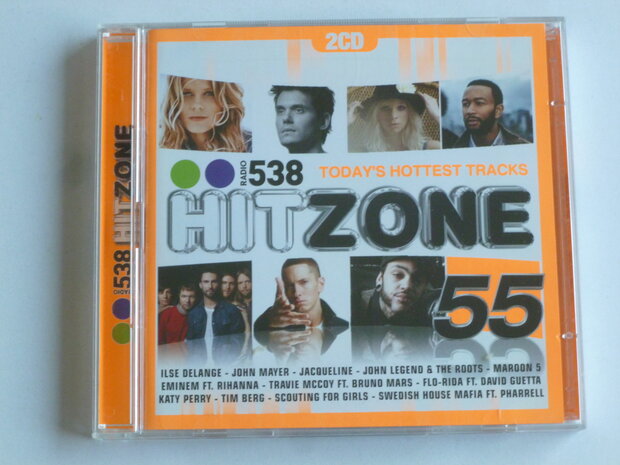 2CD
RADIO 538 TODAY'S HOTTEST TRACKS
HITZONE
55
ILSE DELANGE - JOHN MAYER - JACQUELINE - JOHN LEGEND & THE ROOTS - MAROON 5
EMINEM FT. RIHANNA - TRAVIE MCCOY FT. BRUNO MARS - FLO-RIDA FT. DAVID GUETTA
KATY PERRY - TIM BERG - SCOUTING FOR GIRLS - SWEDISH HOUSE MAFIA FT. PHARRELL
RADIO 538 HITZONE